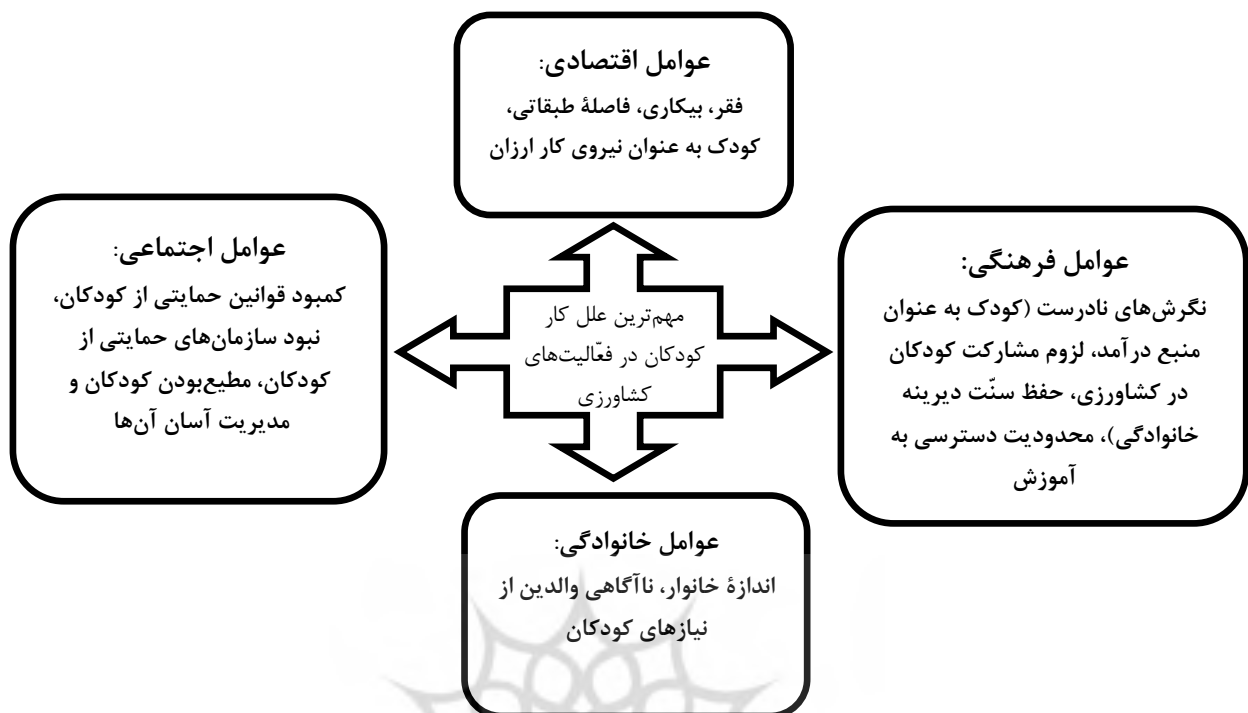 عوامل اقتصادی:
فقر، بیکاری، فاصلۀ طبقاتی،
کودک به عنوان نیروی کار ارزان
عوامل فرهنگی:
نگرش‌های نادرست (کودک به عنوان
منبع درآمد، لزوم مشارکت کودکان
در کشاورزی، حفظ سنّت دیرینه
خانوادگی)، محدودیت دسترسی به
آموزش
مهم‌ترین علل کار
کودکان در فعّالیت‌های
کشاورزی
عوامل اجتماعی:
کمبود قوانین حمایتی از کودکان،
نبود سازمان‌های حمایتی از
کودکان، مطیع‌بودن کودکان و
مدیریت آسان آن‌ها
عوامل خانوادگی:
اندازۀ خانوار، ناآگاهی والدین از
نیازهای کودکان